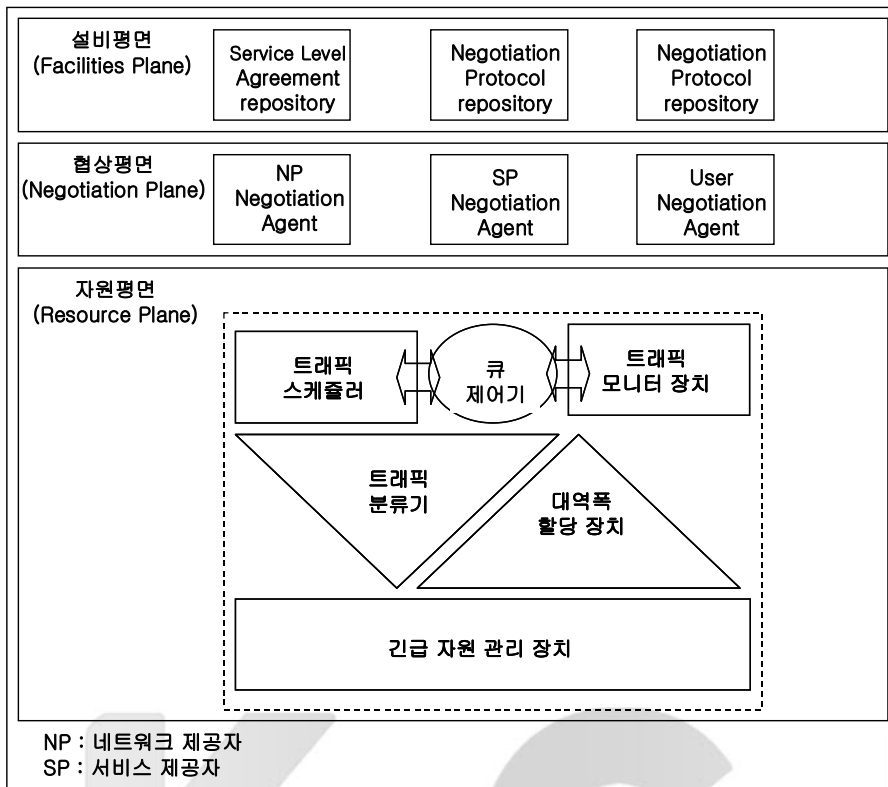 설비평면
(Facilities Plane)
Service Level
Agreement
repository
Negotiation
Protocol
repository
Negotiation
Protocol
repository
협상평면
(Negotiation Plane)
NP
Negotiation
Agent
SP
Negotiation
Agent
User
Negotiation
Agent
자원평면
(Resource Plane)
트래픽
스케쥴러
큐
제어기
트래픽
모니터 장치
트래픽
분류기
대역폭
할당 장치
긴급 자원 관리 장치
NP : 네트워크 제공자
SP : 서비스 제공자